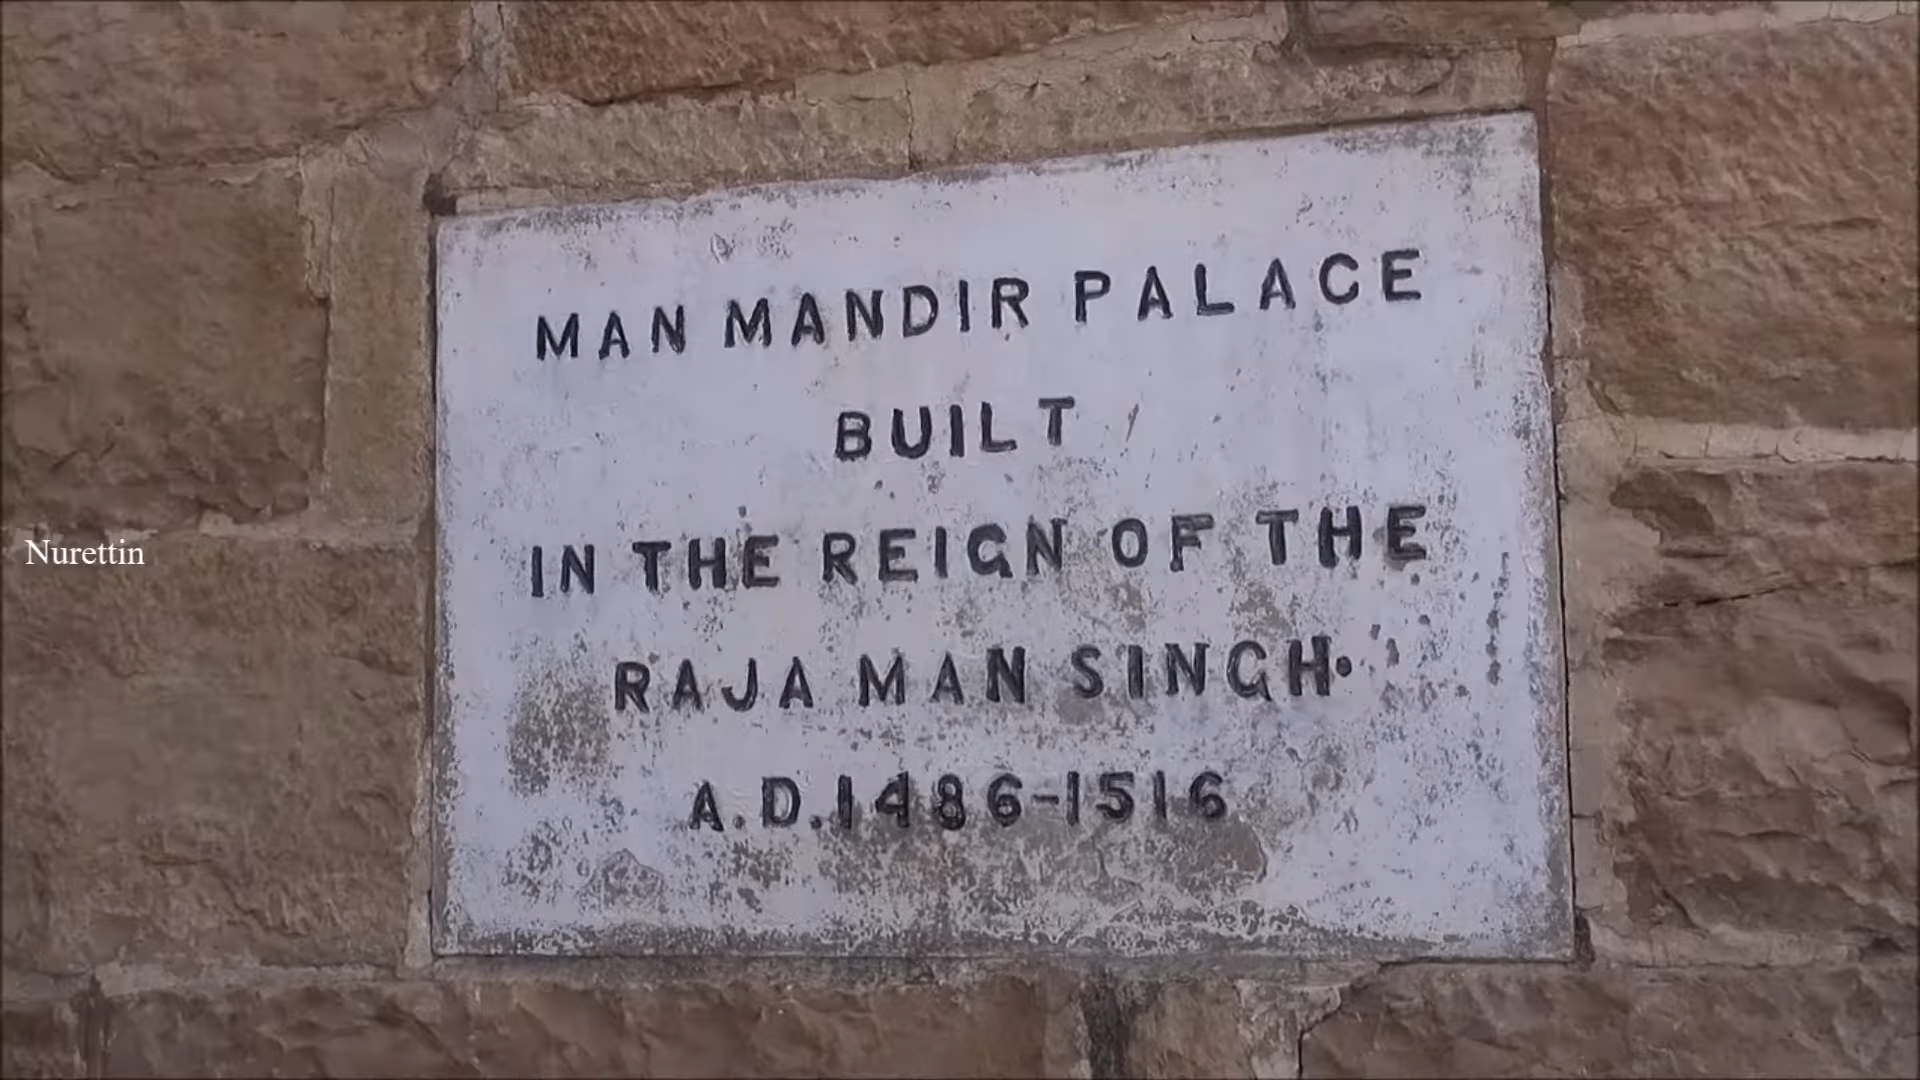 MAN MANDIR PALACE
BUILT
IN THE REIGN OF THE
RAJA MAN SINGH.
A.D.1486-1516
Nurettin